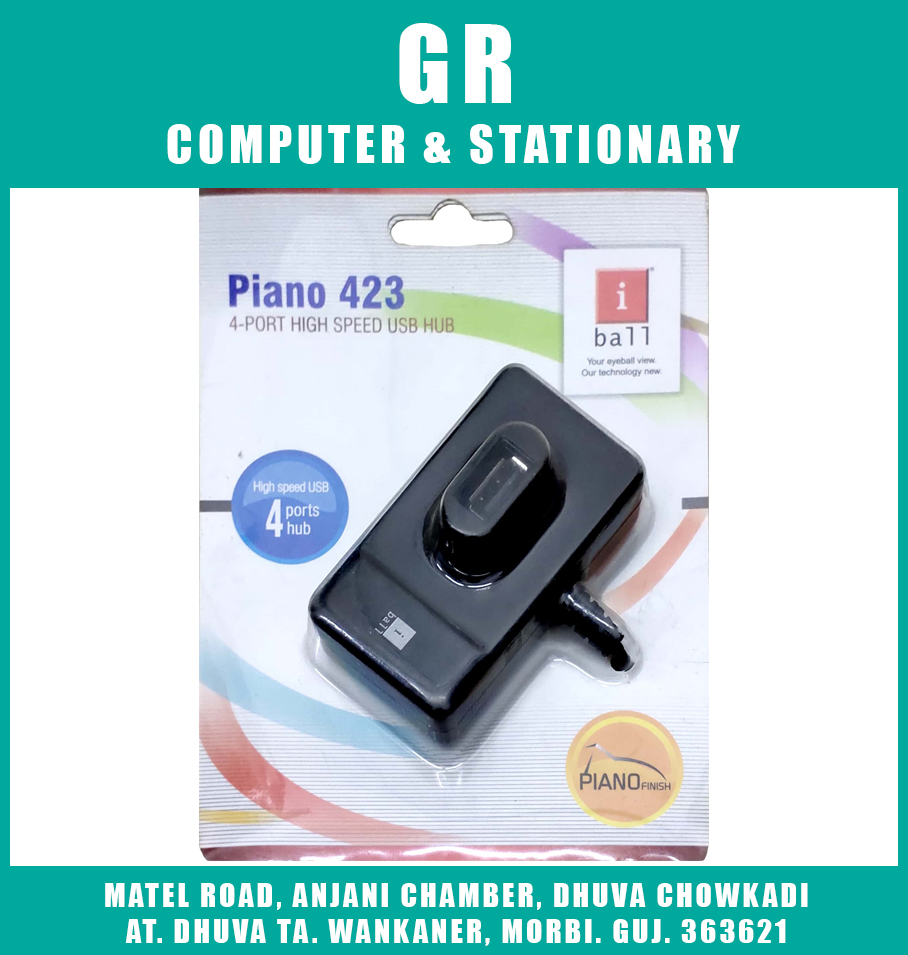 GR
COMPUTER & STATIONARY
Piano 423
4-PORT HIGH SPEED USB HUB
i
ball
Your eyeball view.
Our technology new.
High speed USB
4 ports
hub
i
ball
PIANO FINISH
MATEL ROAD, ANJANI CHAMBER, DHUVA CHOWKADI
AT. DHUVA TA. WANKANER, MORBI. GUJ. 363621